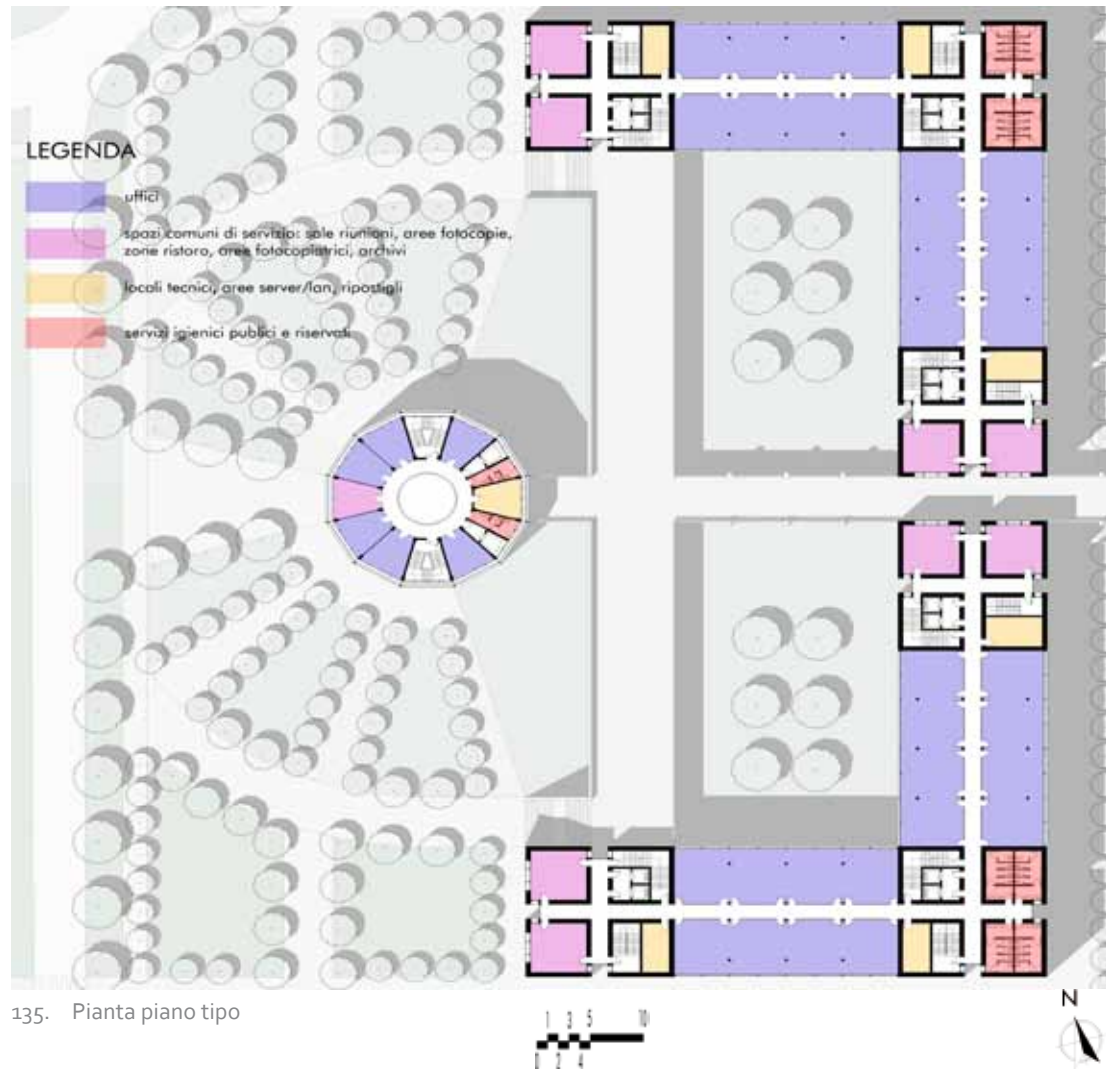 LEGENDA
uffici
spazi comuni di servizio: sale riunioni, aree fotocopie,
zone ristoro, aree fotocopiatrici, archivi
locali tecnici, aree server/lan, ripostigli
servizi igienici publici e riservati
135. Pianta piano tipo
1 3 5 10
0 2 4
N